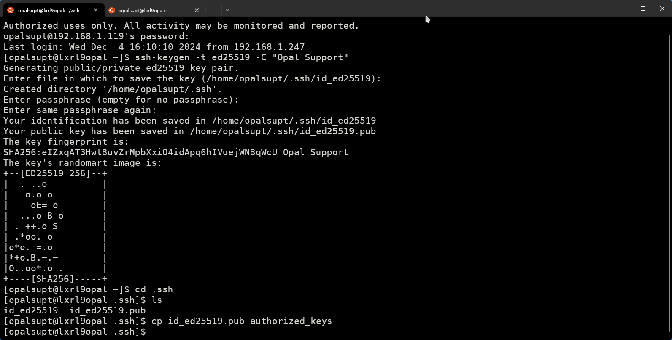 Authorized uses only. All activity may be monitored and reported.
opalsupt@192.168.1.119's password:
Last login: Wed Dec  4 16:10:10 2024 from 192.168.1.247
[opalsupt@lxrl9opal ~]$ ssh-keygen -t ed25519 -C "Opal Support"
Generating public/private ed25519 key pair.
Enter file in which to save the key (/home/opalsupt/.ssh/id_ed25519):
Created directory '/home/opalsupt/.ssh'.
Enter passphrase (empty for no passphrase):
Enter same passphrase again:
Your identification has been saved in /home/opalsupt/.ssh/id_ed25519
Your public key has been saved in /home/opalsupt/.ssh/id_ed25519.pub
The key fingerprint is:
Opal Support
The key's randomart image is:
+--[ED25519 256]--+
+----[SHA256]-----+
[opalsupt@lxrl9opal ~]$ cd .ssh
[opalsupt@lxrl9opal .ssh]$ ls
id_ed25519  id_ed25519.pub
[opalsupt@lxrl9opal .ssh]$ cp id_ed25519.pub authorized_keys
[opalsupt@lxrl9opal .ssh]$